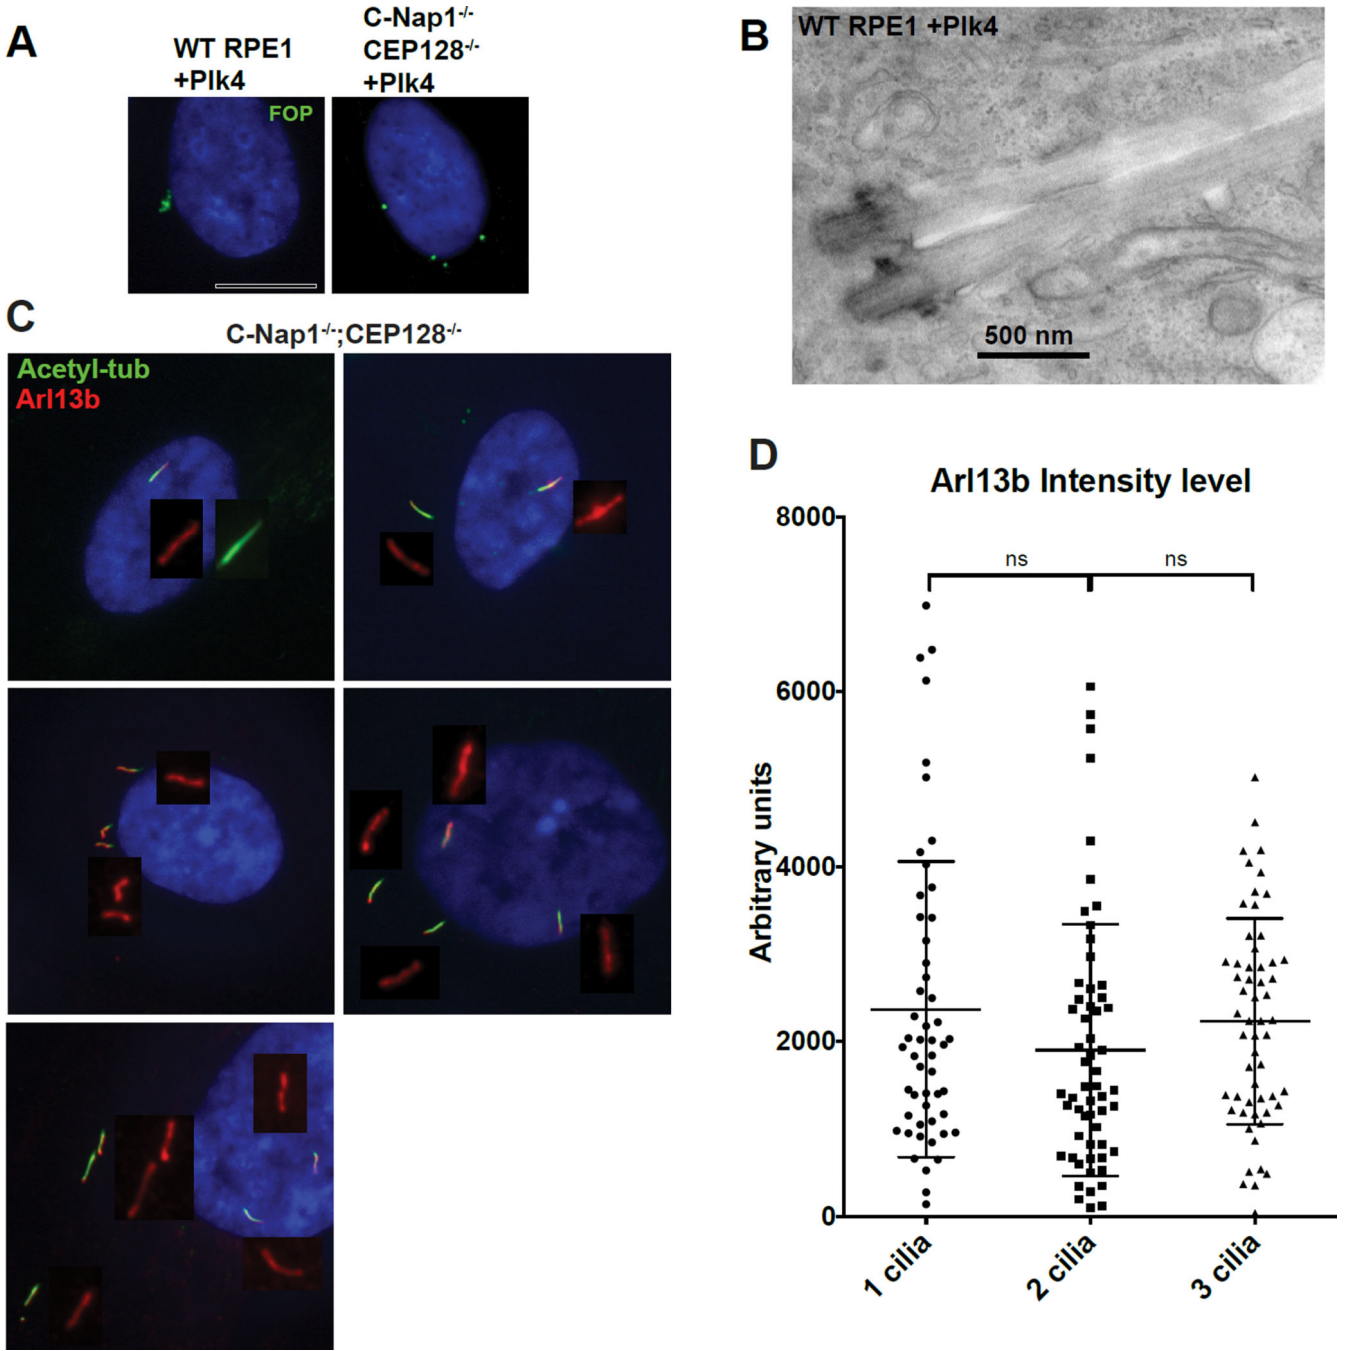 A
WT RPE1
+Plk4
C-Nap1-/-
CEP128-/-
+Plk4
FOP
B
WT RPE1 +Plk4
500 nm
C
C-Nap1-/-;CEP128-/-
Acetyl-tub
Arl13b
D
Arl13b Intensity level
8000
6000
4000
2000
0
Arbitrary units
ns
ns
1 cilia
2 cilia
3 cilia